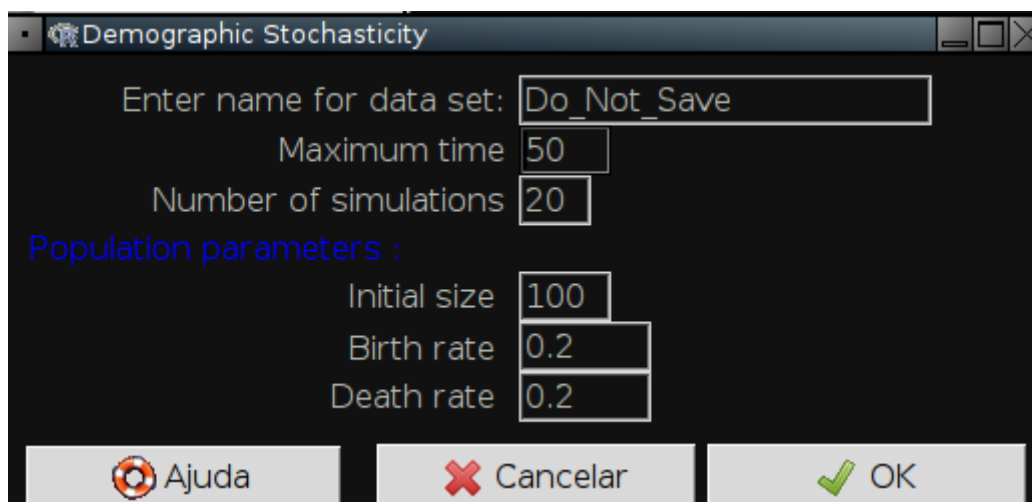 Demographic Stochasticity
Enter name for data set: Do_Not_Save
Maximum time 50
Number of simulations 20
Population parameters :
Initial size 100
Birth rate 0.2
Death rate 0.2
Ajuda Cancelar OK